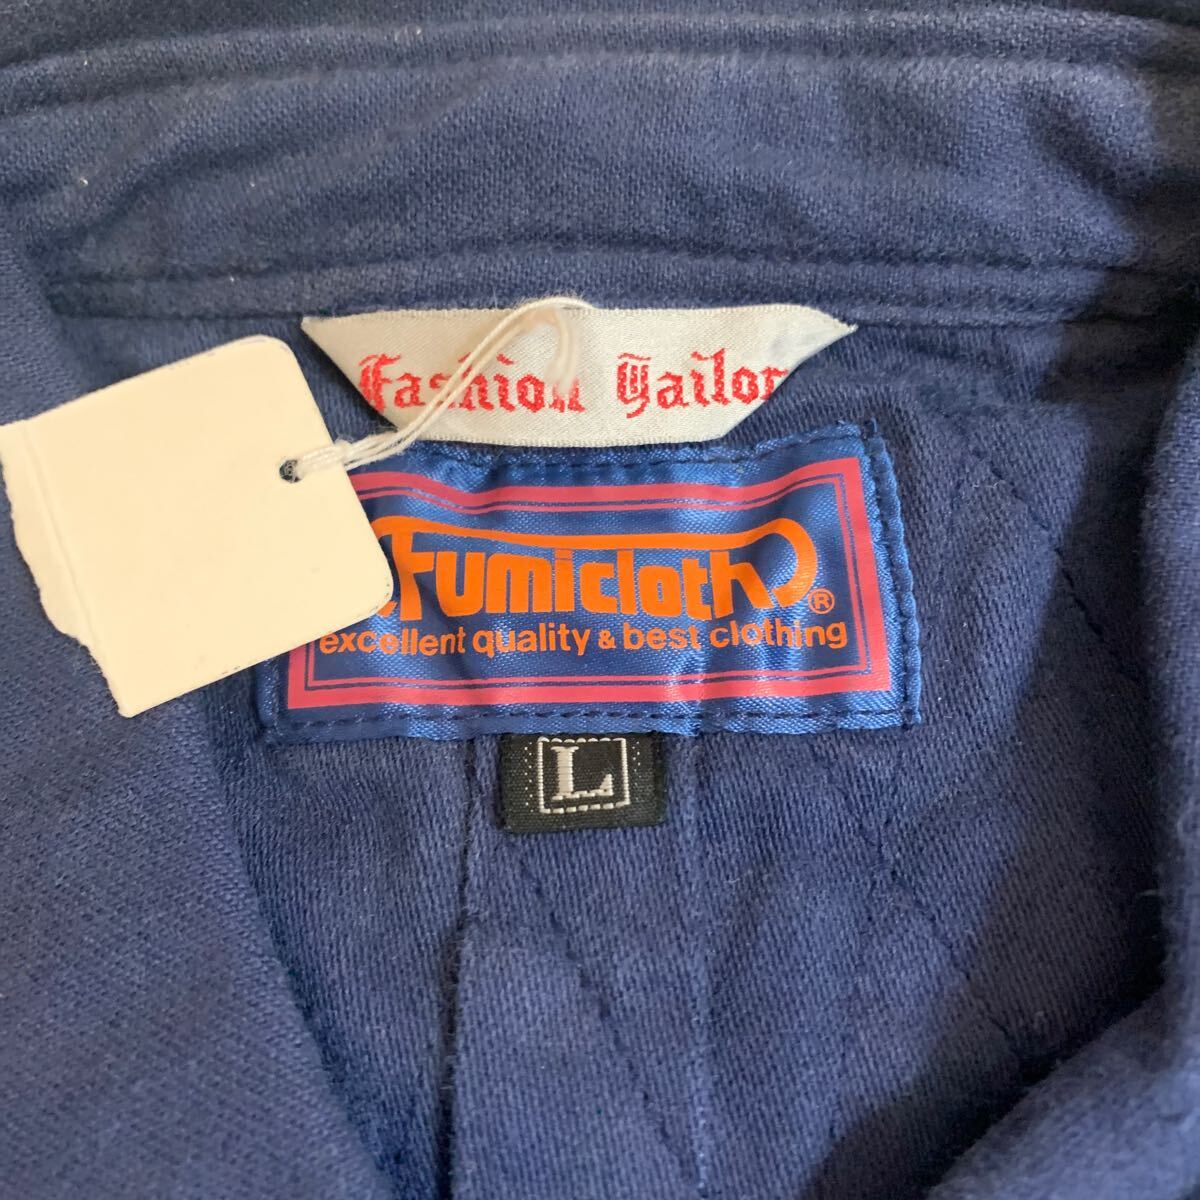 Fashion Tailor
Fumicloth ®
excellent quality & best clothing
L